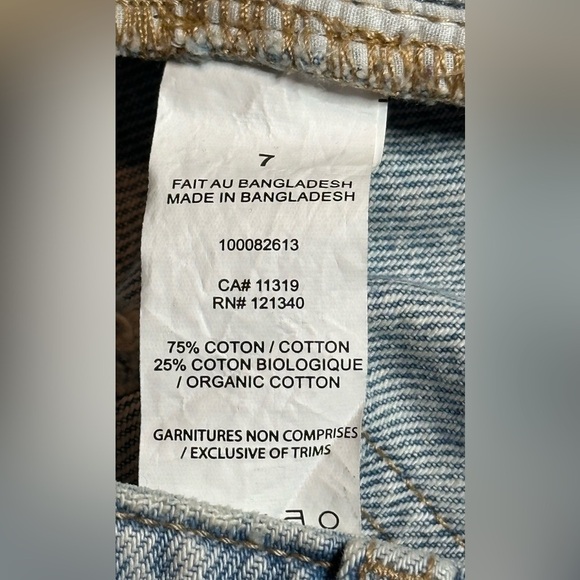 7
FAIT AU BANGLADESH
MADE IN BANGLADESH
100082613
CA# 11319
RN# 121340
75% COTON / COTTON
25% COTON BIOLOGIQUE
/ ORGANIC COTTON
GARNITURES NON COMPRISES
/ EXCLUSIVE OF TRIMS